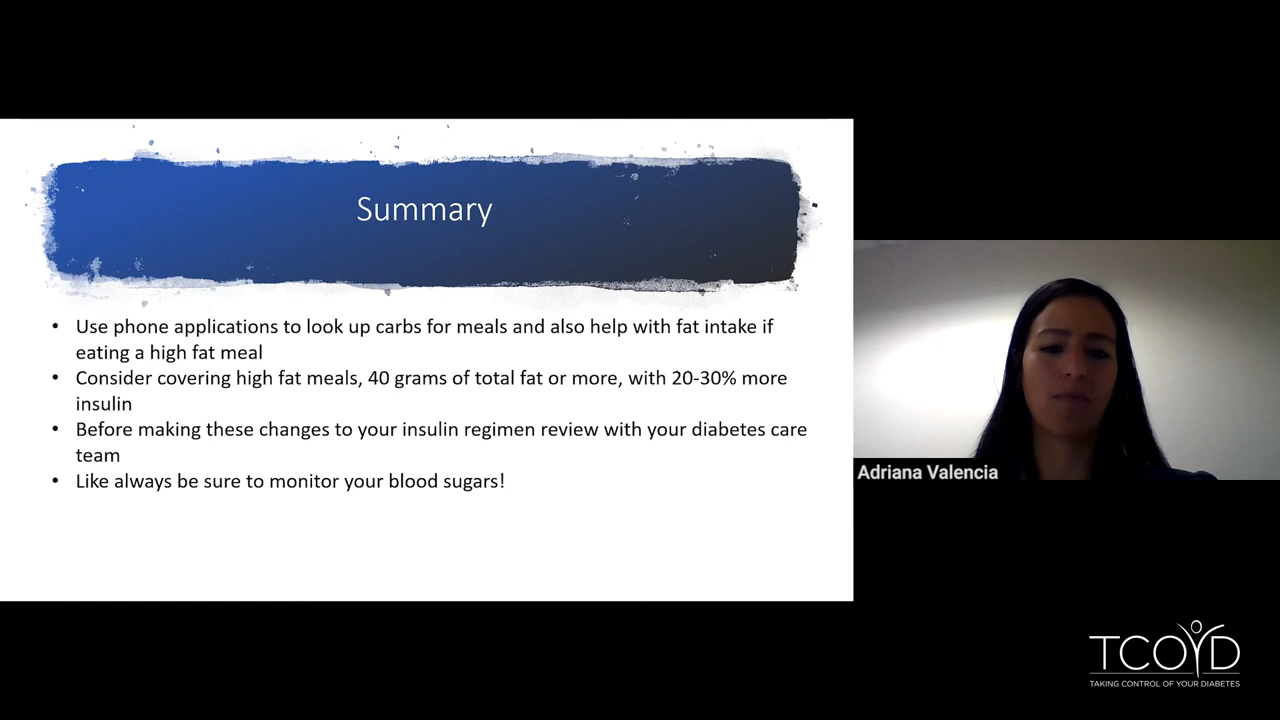 Summary
• Use phone applications to look up carbs for meals and also help with fat intake if
eating a high fat meal
• Consider covering high fat meals, 40 grams of total fat or more, with 20-30% more
insulin
• Before making these changes to your insulin regimen review with your diabetes care
team
• Like always be sure to monitor your blood sugars!
Adriana Valencia
TCOYD
TAKING CONTROL OF YOUR DIABETES